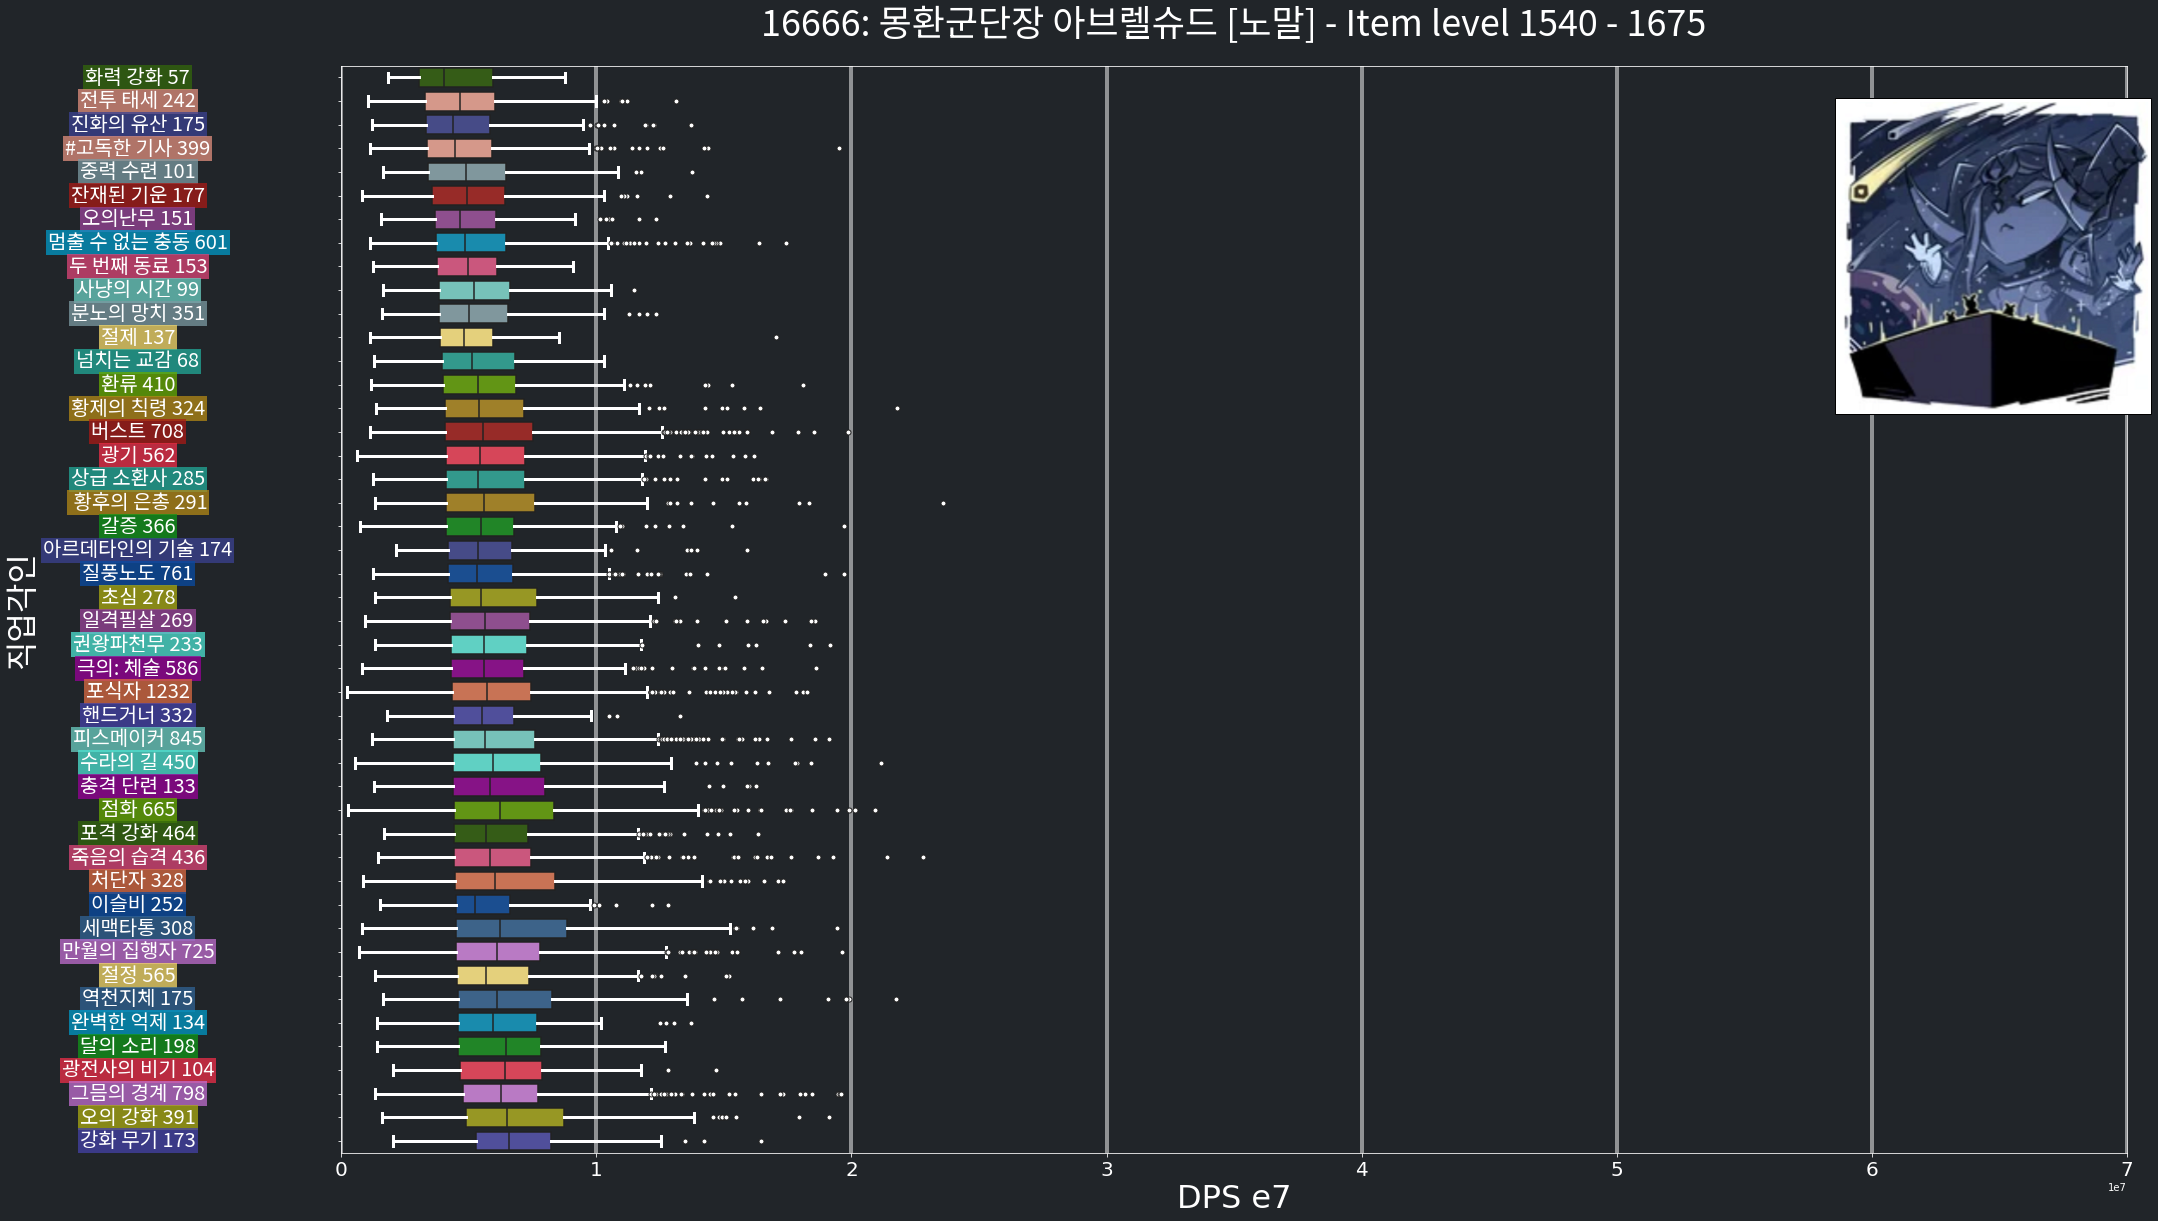 16666: 몽환군단장 아브렐슈드 [노말] - Item level 1540 - 1675
화력 강화 57
전투 태세 242
진화의 유산 175
#고독한 기사 399
중력 수련 101
잔재된 기운 177
오의난무 151
멈출 수 없는 충동 601
두 번째 동료 153
사냥의 시간 99
분노의 망치 351
절제 137
넘치는 교감 68
환류 410
황제의 칙령 324
버스트 708
광기 562
상급 소환사 285
황후의 은총 291
갈증 366
아르데타인의 기술 174
질풍노도 761
초심 278
일격필살 269
권왕파천무 233
극의: 체술 586
포식자 1232
핸드거너 332
피스메이커 845
수라의 길 450
충격 단련 133
점화 665
포격 강화 464
죽음의 습격 436
처단자 328
이슬비 252
세맥타통 308
만월의 집행자 725
절정 565
역천지체 175
완벽한 억제 134
달의 소리 198
광전사의 비기 104
그믐의 경계 798
오의 강화 391
강화 무기 173
직업각인
0 1 2 3 4 5 6 7
1e7
DPS e7